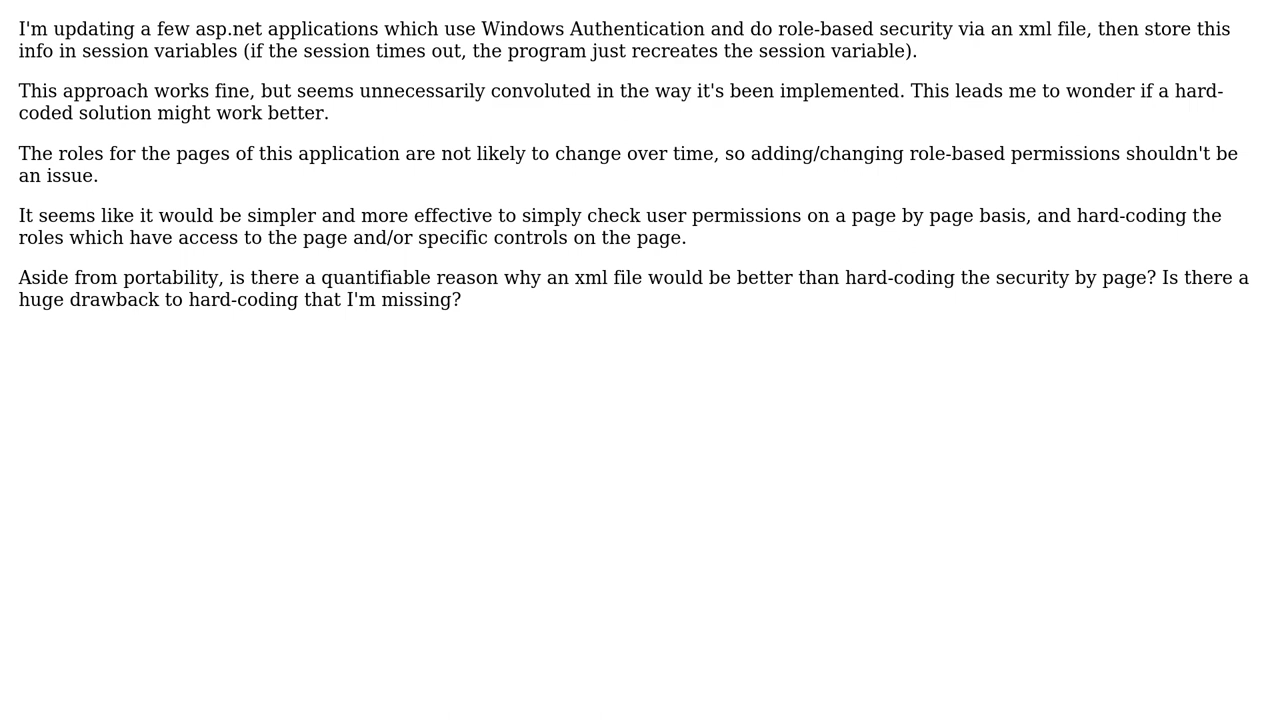 I'm updating a few asp.net applications which use Windows Authentication and do role-based security via an xml file, then store this
info in session variables (if the session times out, the program just recreates the session variable).
This approach works fine, but seems unnecessarily convoluted in the way it's been implemented. This leads me to wonder if a hard-
coded solution might work better.
The roles for the pages of this application are not likely to change over time, so adding/changing role-based permissions shouldn't be
an issue.
It seems like it would be simpler and more effective to simply check user permissions on a page by page basis, and hard-coding the
roles which have access to the page and/or specific controls on the page.
Aside from portability, is there a quantifiable reason why an xml file would be better than hard-coding the security by page? Is there a
huge drawback to hard-coding that I'm missing?